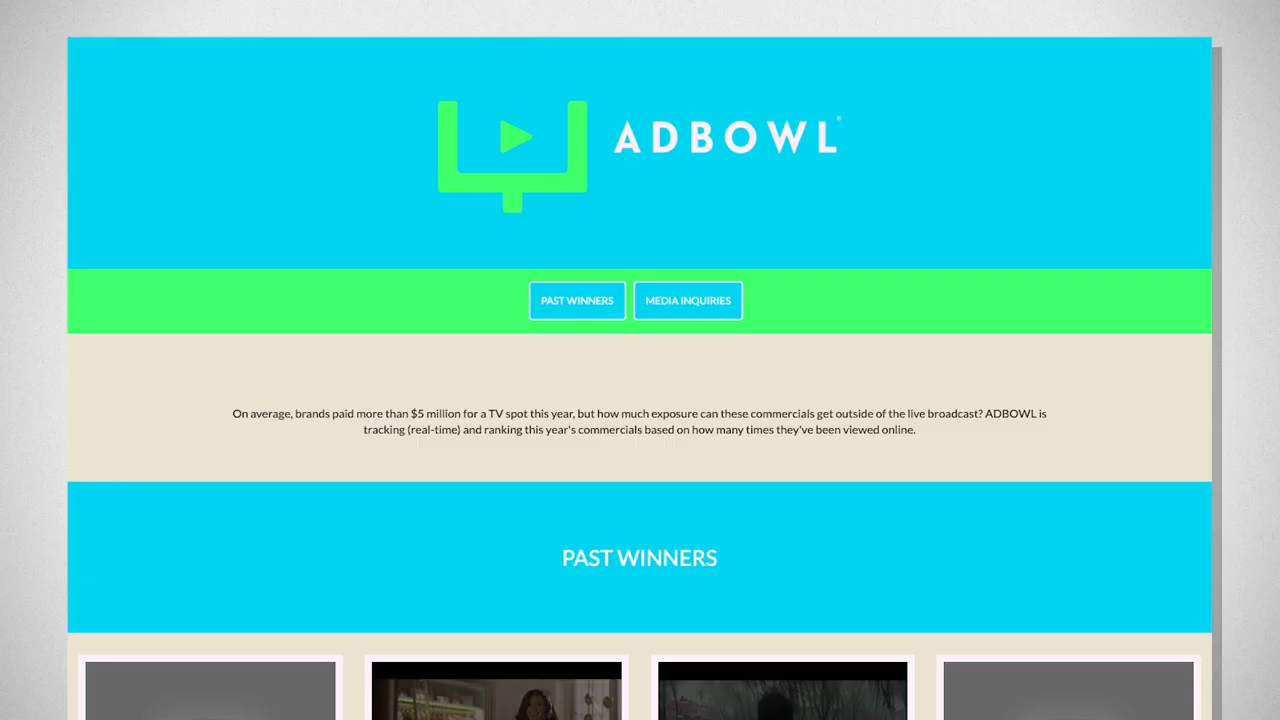 ADBOWL®
PAST WINNERS
MEDIA INQUIRIES
On average, brands paid more than $5 million for a TV spot this year, but how much exposure can these commercials get outside of the live broadcast? ADBOWL is
tracking (real-time) and ranking this year's commercials based on how many times they've been viewed online.
PAST WINNERS